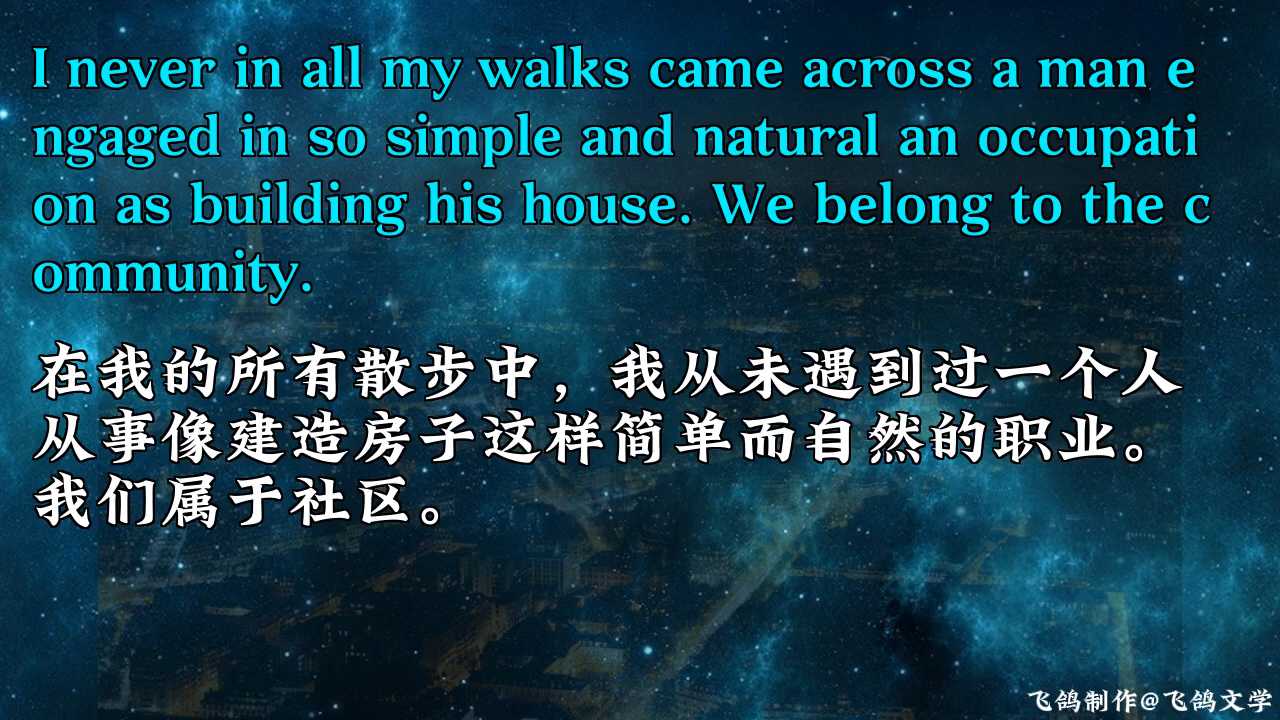 I never in all my walks came across a man e
ngaged in so simple and natural an occupati
on as building his house. We belong to the c
ommunity.
在我的所有散步中，我从未遇到过一个人
从事像建造房子这样简单而自然的职业。
我们属于社区。
飞鸽制作@飞鸽文学